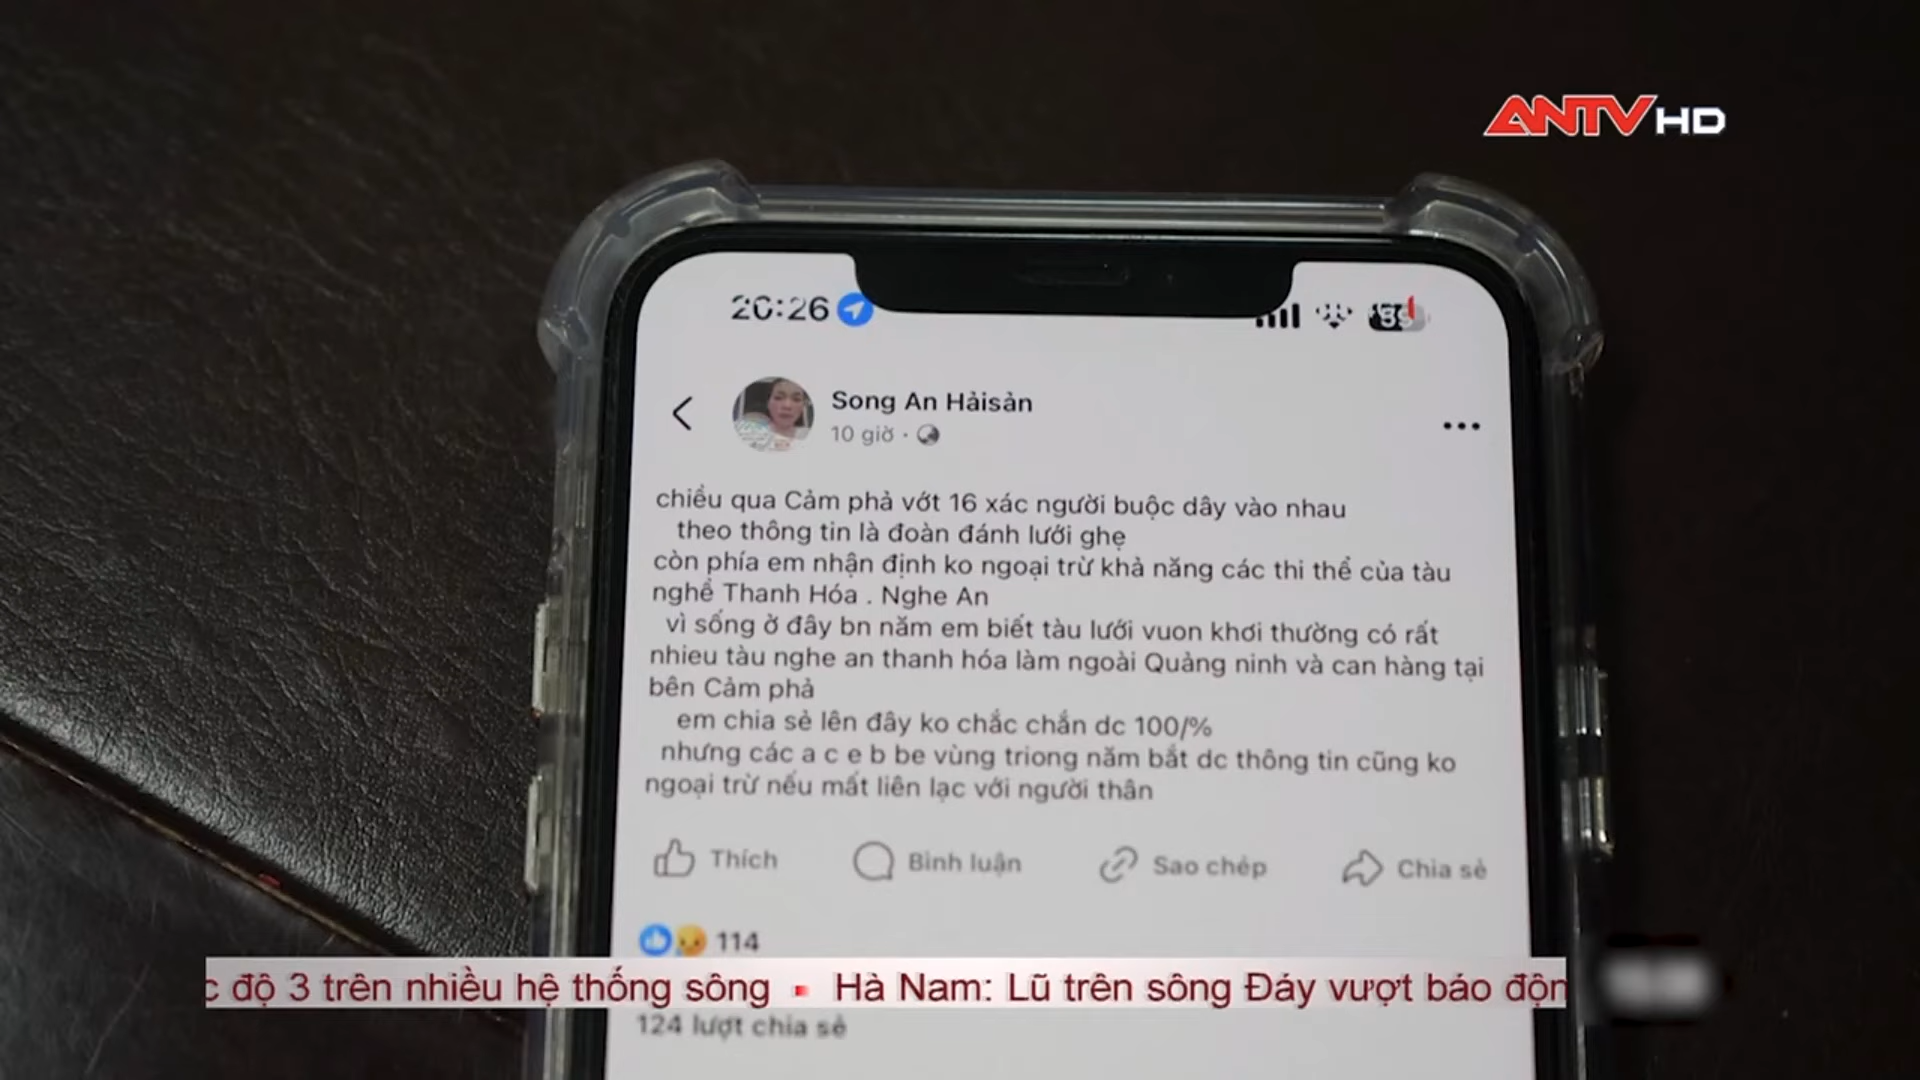 ANTV HD
20:26
59
Song An Hảisản
10 giờ ·
chiều qua Cẩm phả vớt 16 xác người buộc dây vào nhau
theo thông tin là đoàn đánh lưới ghẹ
còn phía em nhận định ko ngoại trừ khả năng các thi thể của tàu
nghề Thanh Hóa . Nghe An
vì sống ở đây bn năm em biết tàu lưới vuon khơi thường có rất
nhieu tàu nghe an thanh hóa làm ngoài Quảng ninh và can hàng tại
bên Cẩm phả
em chia sẻ lên đây ko chắc chắn dc 100/%
nhưng các a c e b be vùng triong năm bắt dc thông tin cũng ko
ngoại trừ nếu mất liên lạc với người thân
Thích Bình luận Sao chép Chia sẻ
114
c độ 3 trên nhiều hệ thống sông ▪ Hà Nam: Lũ trên sông Đáy vượt báo độn
124 lượt chia sẻ